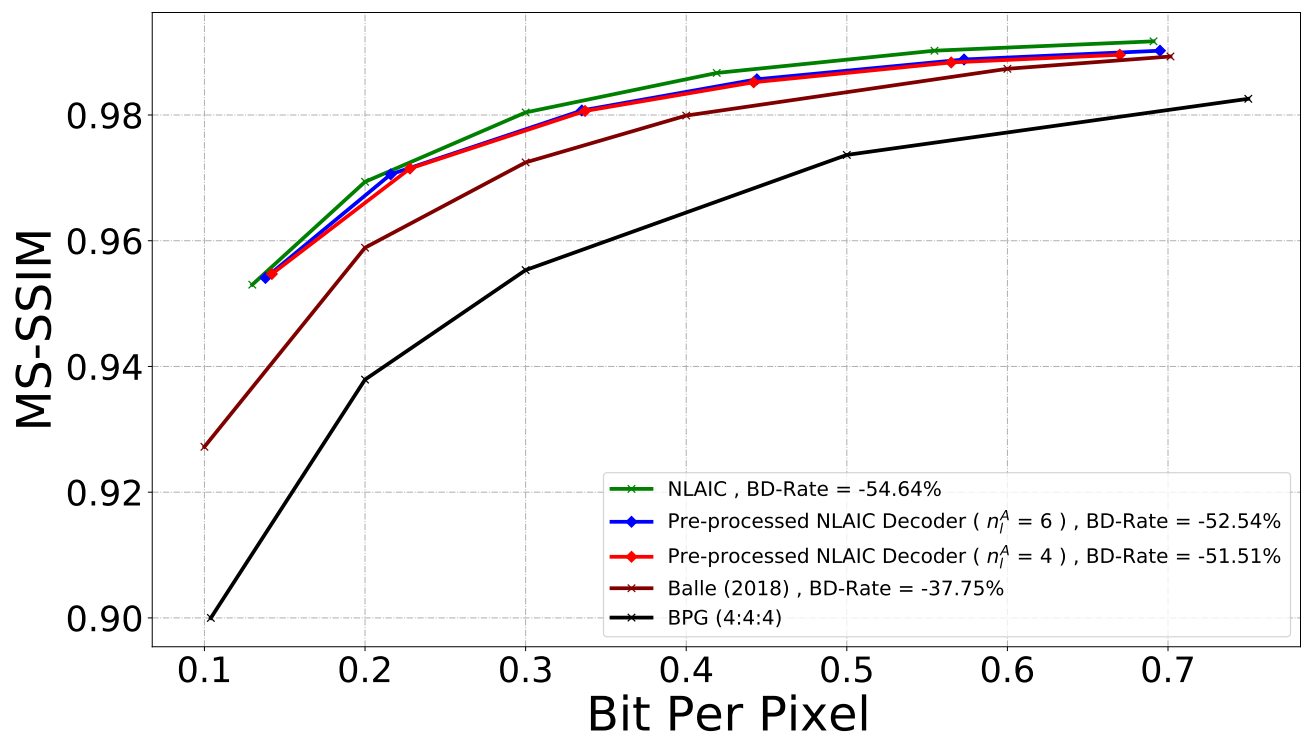 MS-SSIM
0.98
0.96
0.94
0.92
0.90
NLAIC , BD-Rate = -54.64%
Pre-processed NLAIC Decoder ( $n_l^A$ = 6 ) , BD-Rate = -52.54%
Pre-processed NLAIC Decoder ( $n_l^A$ = 4 ) , BD-Rate = -51.51%
Balle (2018) , BD-Rate = -37.75%
BPG (4:4:4)
0.1 0.2 0.3 0.4 0.5 0.6 0.7
Bit Per Pixel